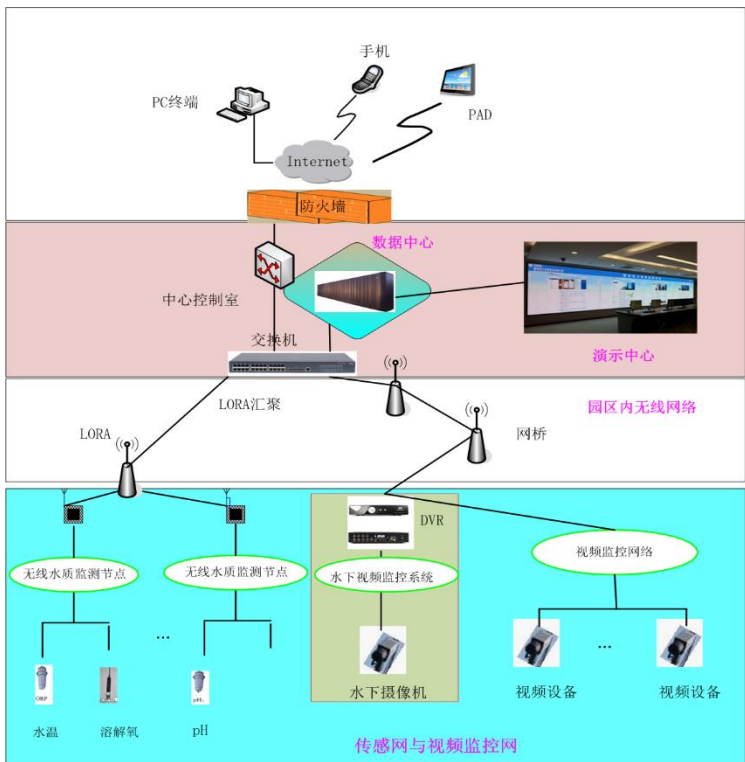 手机
PC终端
PAD
Internet
防火墙
数据中心
中心控制室
交换机
演示中心
LORA汇聚
园区内无线网络
LORA
网桥
DVR
无线水质监测节点
无线水质监测节点
水下视频监控系统
视频监控网络
...
...
ORP
pH
水温
溶解氧
pH
水下摄像机
视频设备
视频设备
传感网与视频监控网